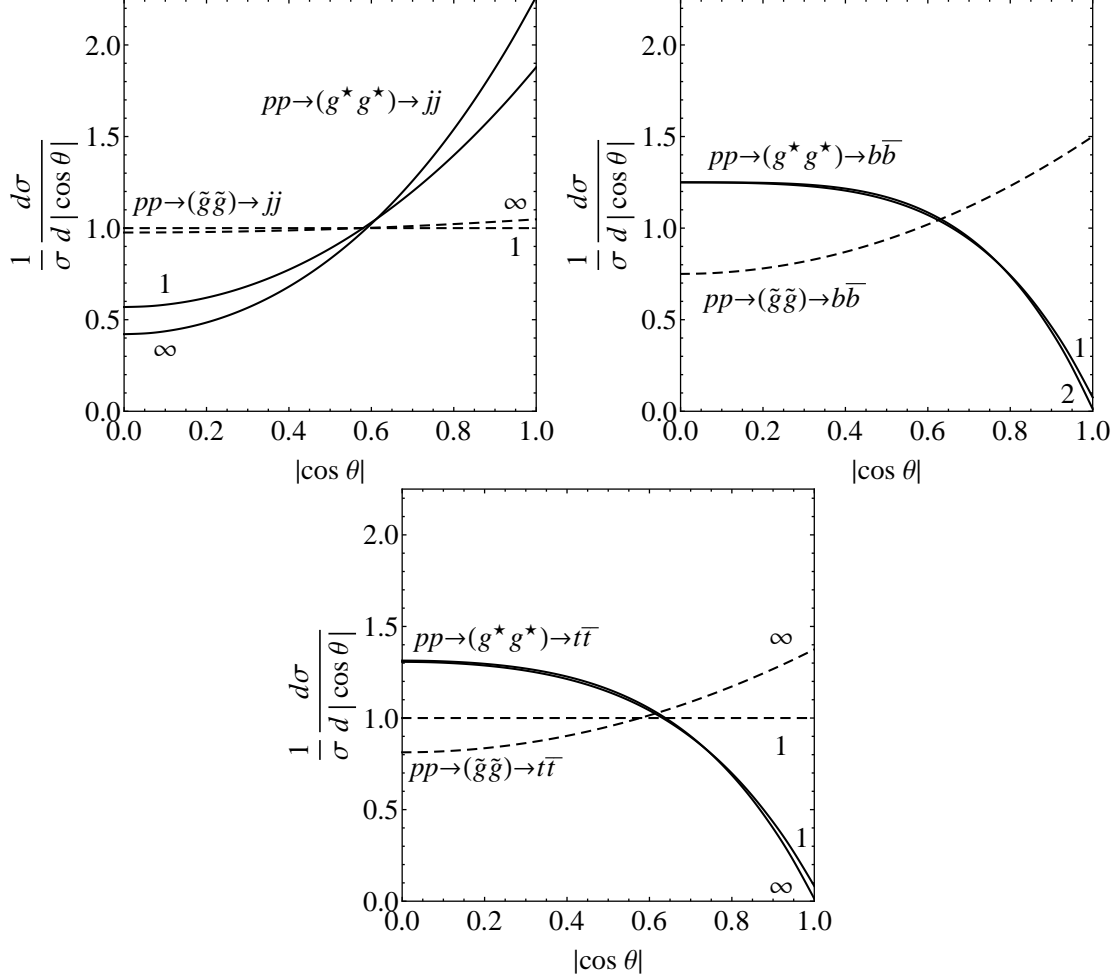 2.0
1.5
1.0
0.5
0.0
0.0 0.2 0.4 0.6 0.8 1.0
|cos θ|
1/σ dσ/d|cos θ|
pp→(g⋆g⋆)→jj
pp→(g̃g̃)→jj
∞
1
1
∞
2.0
1.5
1.0
0.5
0.0
0.0 0.2 0.4 0.6 0.8 1.0
|cos θ|
1/σ dσ/d|cos θ|
pp→(g⋆g⋆)→bb̅
pp→(g̃g̃)→bb̅
1
2
2.0
1.5
1.0
0.5
0.0
0.0 0.2 0.4 0.6 0.8 1.0
|cos θ|
1/σ dσ/d|cos θ|
pp→(g⋆g⋆)→tt̅
∞
1
pp→(g̃g̃)→tt̅
1
∞